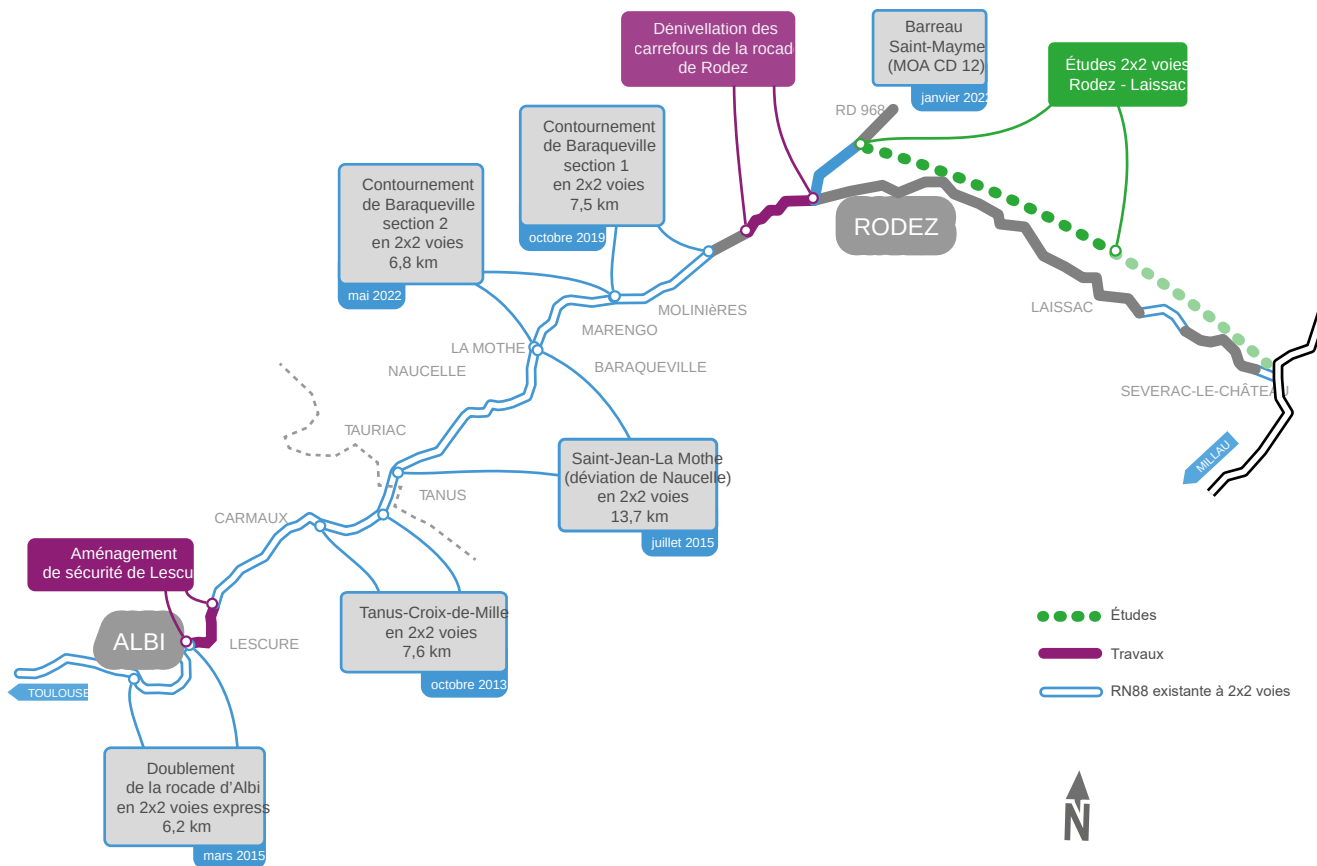 Dénivellation des
carrefours de la rocad
de Rodez
Barreau
Saint-Mayme
(MOA CD 12)
janvier 2022
Études 2x2 voies
Rodez - Laissac
RD 968
Contournement
de Baraqueville
section 1
en 2x2 voies
7,5 km
octobre 2019
Contournement
de Baraqueville
section 2
en 2x2 voies
6,8 km
mai 2022
RODEZ
MOLINIèRES
MARENGO
LAISSAC
LA MOTHE
BARAQUEVILLE
NAUCELLE
SEVERAC-LE-CHÂTEAU
TAURIAC
MILLAU
Saint-Jean-La Mothe
(déviation de Naucelle)
en 2x2 voies
13,7 km
juillet 2015
TANUS
CARMAUX
Aménagement
de sécurité de Lescu
Tanus-Croix-de-Mille
en 2x2 voies
7,6 km
octobre 2013
ALBI
LESCURE
TOULOUSE
Études
Travaux
RN88 existante à 2x2 voies
Doublement
de la rocade d’Albi
en 2x2 voies express
6,2 km
mars 2015
N